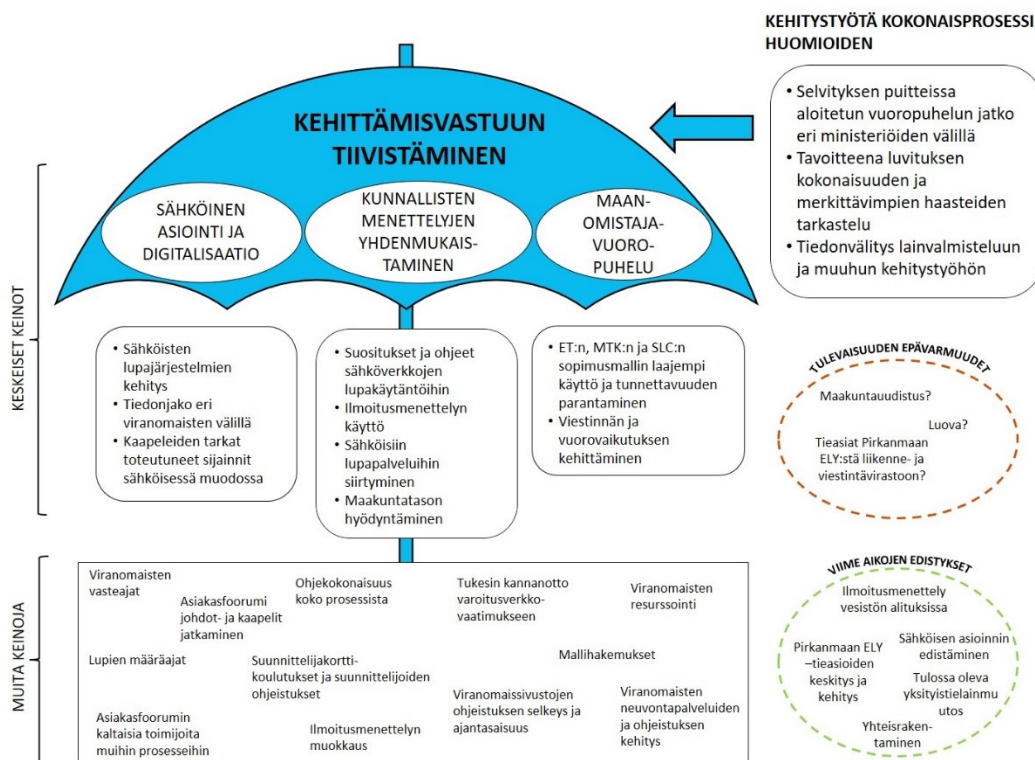 KEHITYSTYÖTÄ KOKONAISPROSESSI
HUOMIOIDEN
• Selvityksen puitteissa
aloitetun vuoropuhelun jatko
eri ministeriöiden välillä
• Tavoitteena luvituksen
kokonaisuuden ja
merkittävimpien haasteiden
tarkastelu
• Tiedonvälitys lainvalmisteluun
ja muuhun kehitystyöhön
KEHITTÄMISVASTUUN
TIIVISTÄMINEN
SÄHKÖINEN
ASIOINTI JA
DIGITALISAATIO
KUNNALLISTEN
MENETTELYJEN
YHDENMUKAIS-
TAMINEN
MAAN-
OMISTAJA-
VUORO-
PUHELU
KESKEISET KEINOT
• Sähköisten
lupajärjestelmien
kehitys
• Tiedonjako eri
viranomaisten välillä
• Kaapeleiden tarkat
toteutuneet sijainnit
sähköisessä muodossa
• Suositukset ja ohjeet
sähköverkkojen
lupakäytäntöihin
• Ilmoitusmenettelyn
käyttö
• Sähköisiin
lupapalveluihin
siirtyminen
• Maakuntatason
hyödyntäminen
• ET:n, MTK:n ja SLC:n
sopimusmallin laajempi
käyttö ja tunnettavuuden
parantaminen
• Viestinnän ja
vuorovaikutuksen
kehittäminen
TULEVAISUUDEN EPÄVARMUUDET
Maakuntauudistus?
Luova?
Tieasiat Pirkanmaan
ELY:stä liikenne- ja
viestintävirastoon?
MUITA KEINOJA
Viranomaisten
vasteajat
Asiakasfoorumi
johdot- ja kaapelit
jatkaminen
Ohjekokonaisuus
koko prosessista
Tukesin kannanotto
varoitusverkko-
vaatimukseen
Viranomaisten
resurssointi
Lupien määräajat
Suunnittelijakortti-
koulutukset ja suunnittelijoiden
ohjeistukset
Mallihakemukset
Asiakasfoorumin
kaltaisia toimijoita
muihin prosesseihin
Ilmoitusmenettelyn
muokkaus
Viranomaissivustojen
ohjeistuksen selkeys ja
ajantasaisuus
Viranomaisten
neuvontapalveluiden
ja ohjeistuksen
kehitys
VIIME AIKOJEN EDISTYKSET
Ilmoitusmenettely
vesistön alituksissa
Pirkanmaan ELY
–tieasioiden
keskitys ja
kehitys
Sähköisen asioinnin
edistäminen
Tulossa oleva
yksityistielainmu
utos
Yhteisraken-
taminen